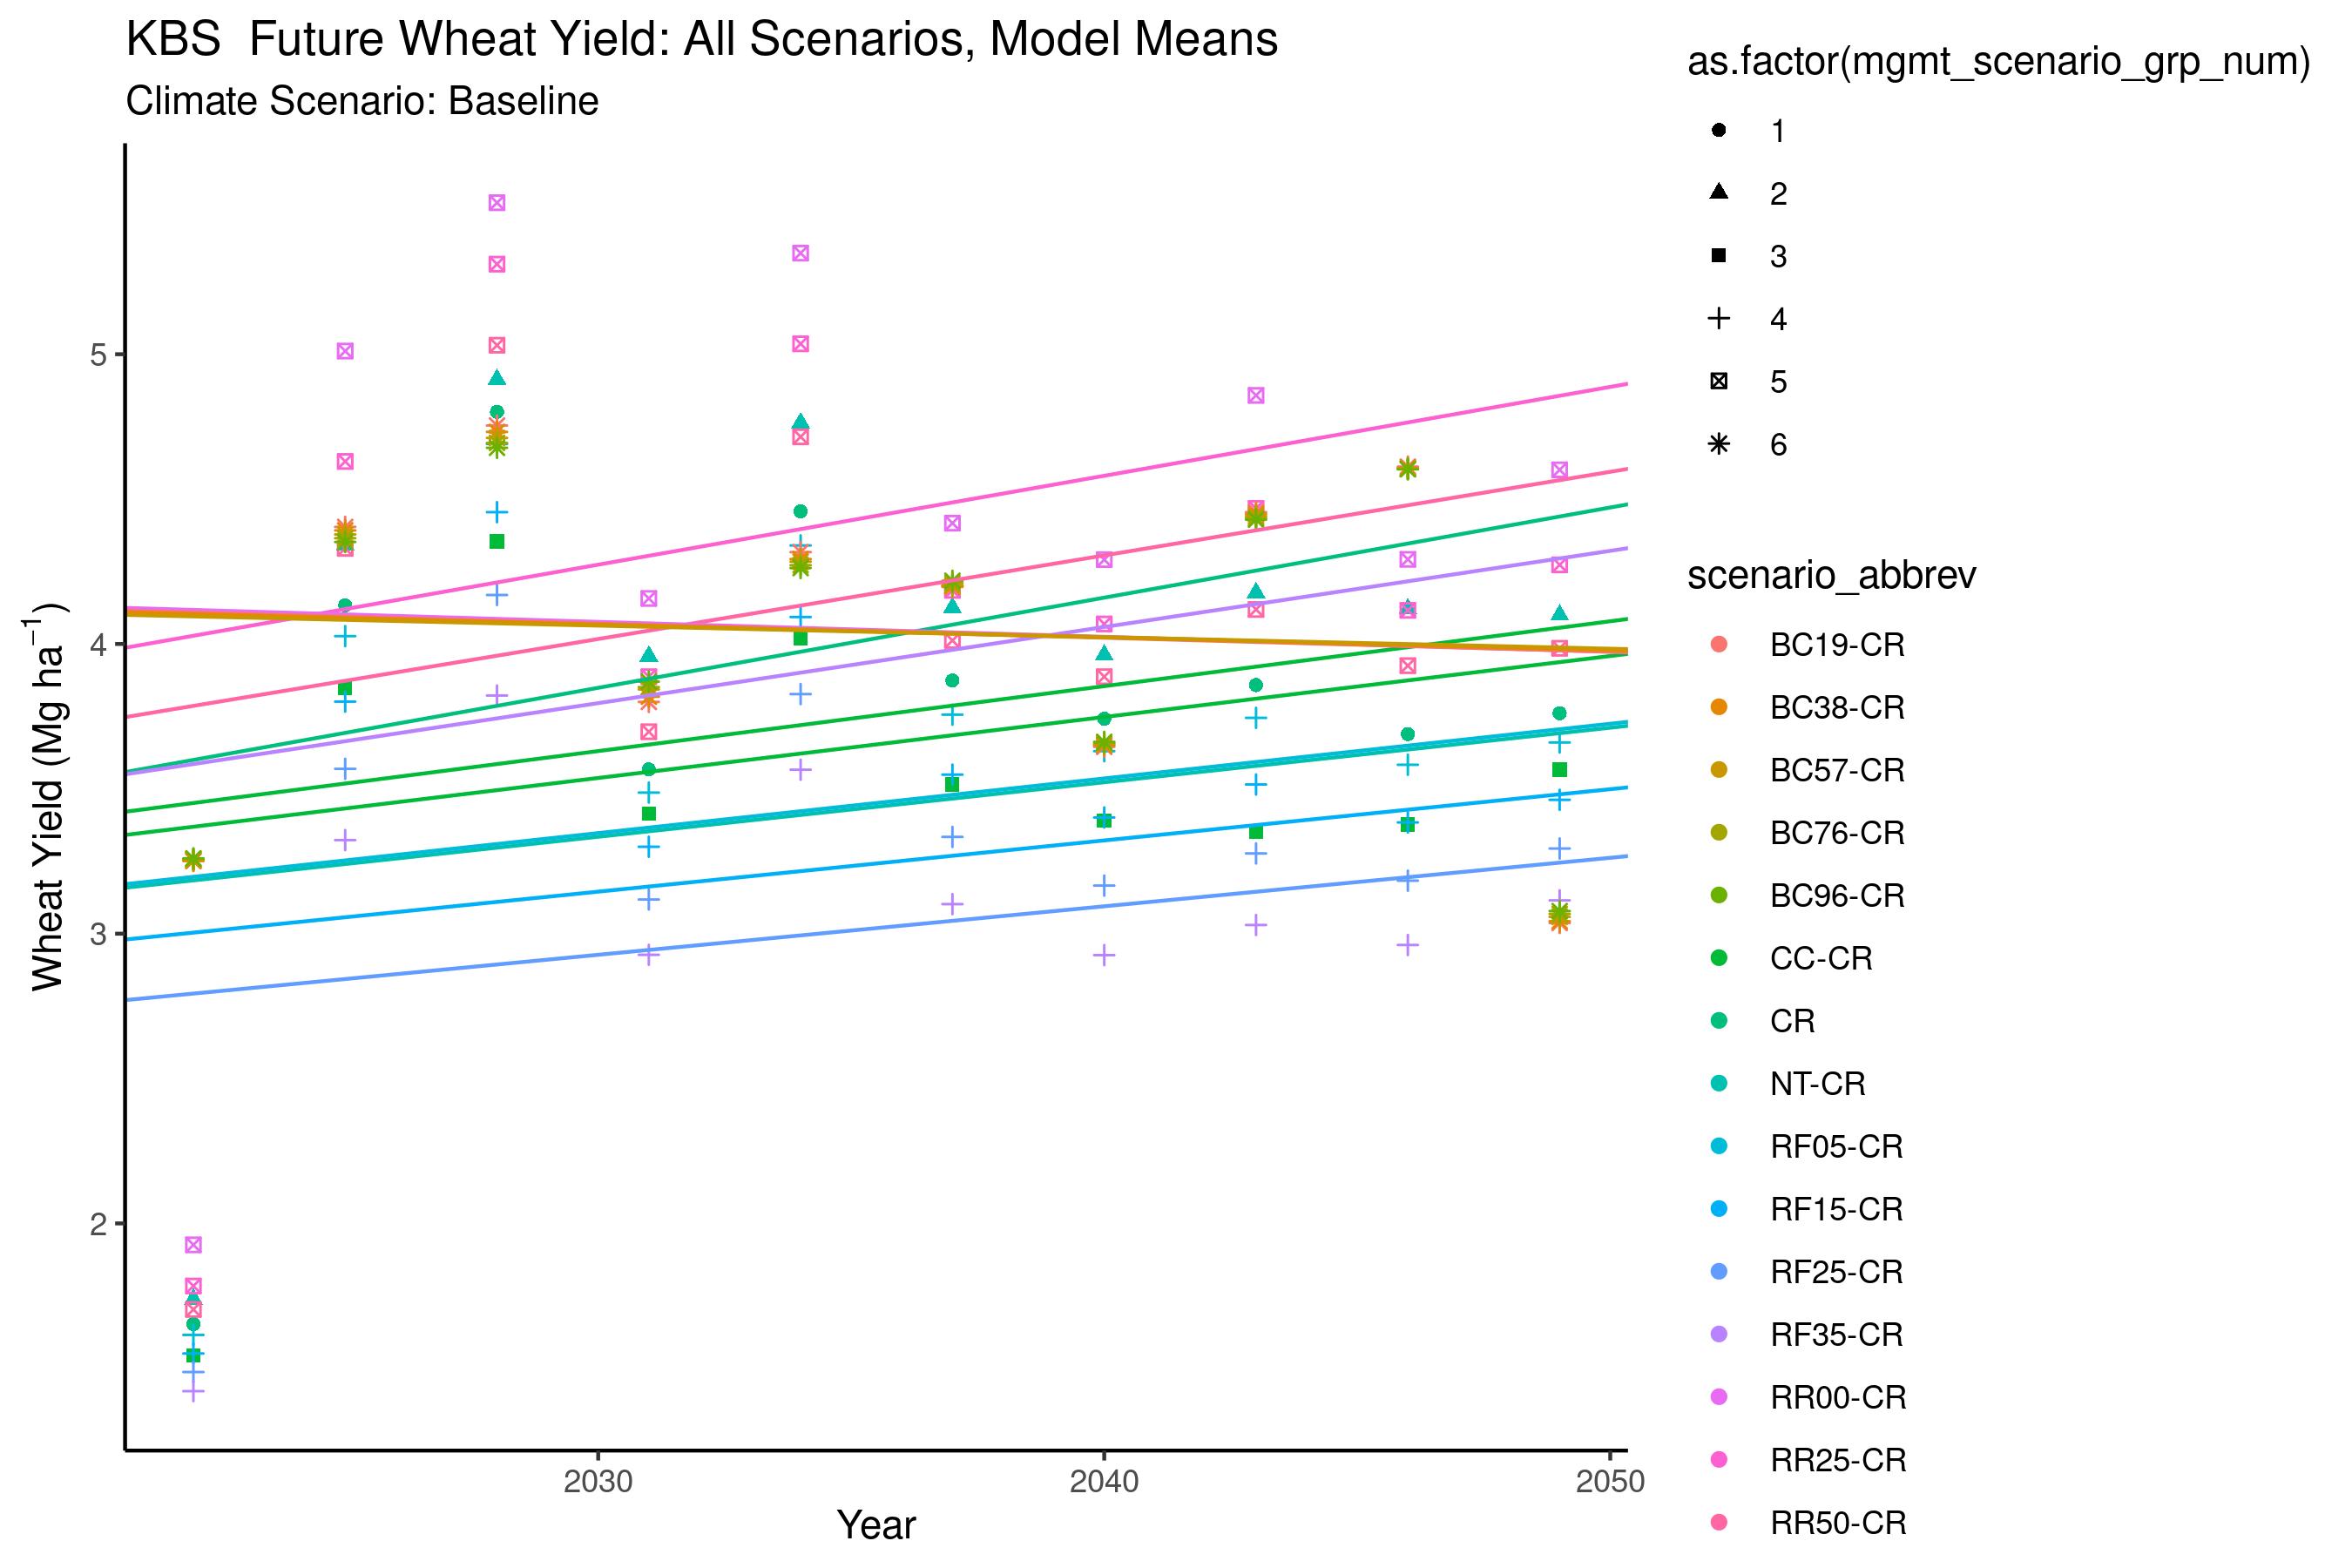 KBS  Future Wheat Yield: All Scenarios, Model Means
Climate Scenario: Baseline
Wheat Yield (Mg ha⁻¹)
5
4
3
2
2030
2040
2050
Year
as.factor(mgmt_scenario_grp_num)
1
2
3
4
5
6
scenario_abbrev
BC19-CR
BC38-CR
BC57-CR
BC76-CR
BC96-CR
CC-CR
CR
NT-CR
RF05-CR
RF15-CR
RF25-CR
RF35-CR
RR00-CR
RR25-CR
RR50-CR